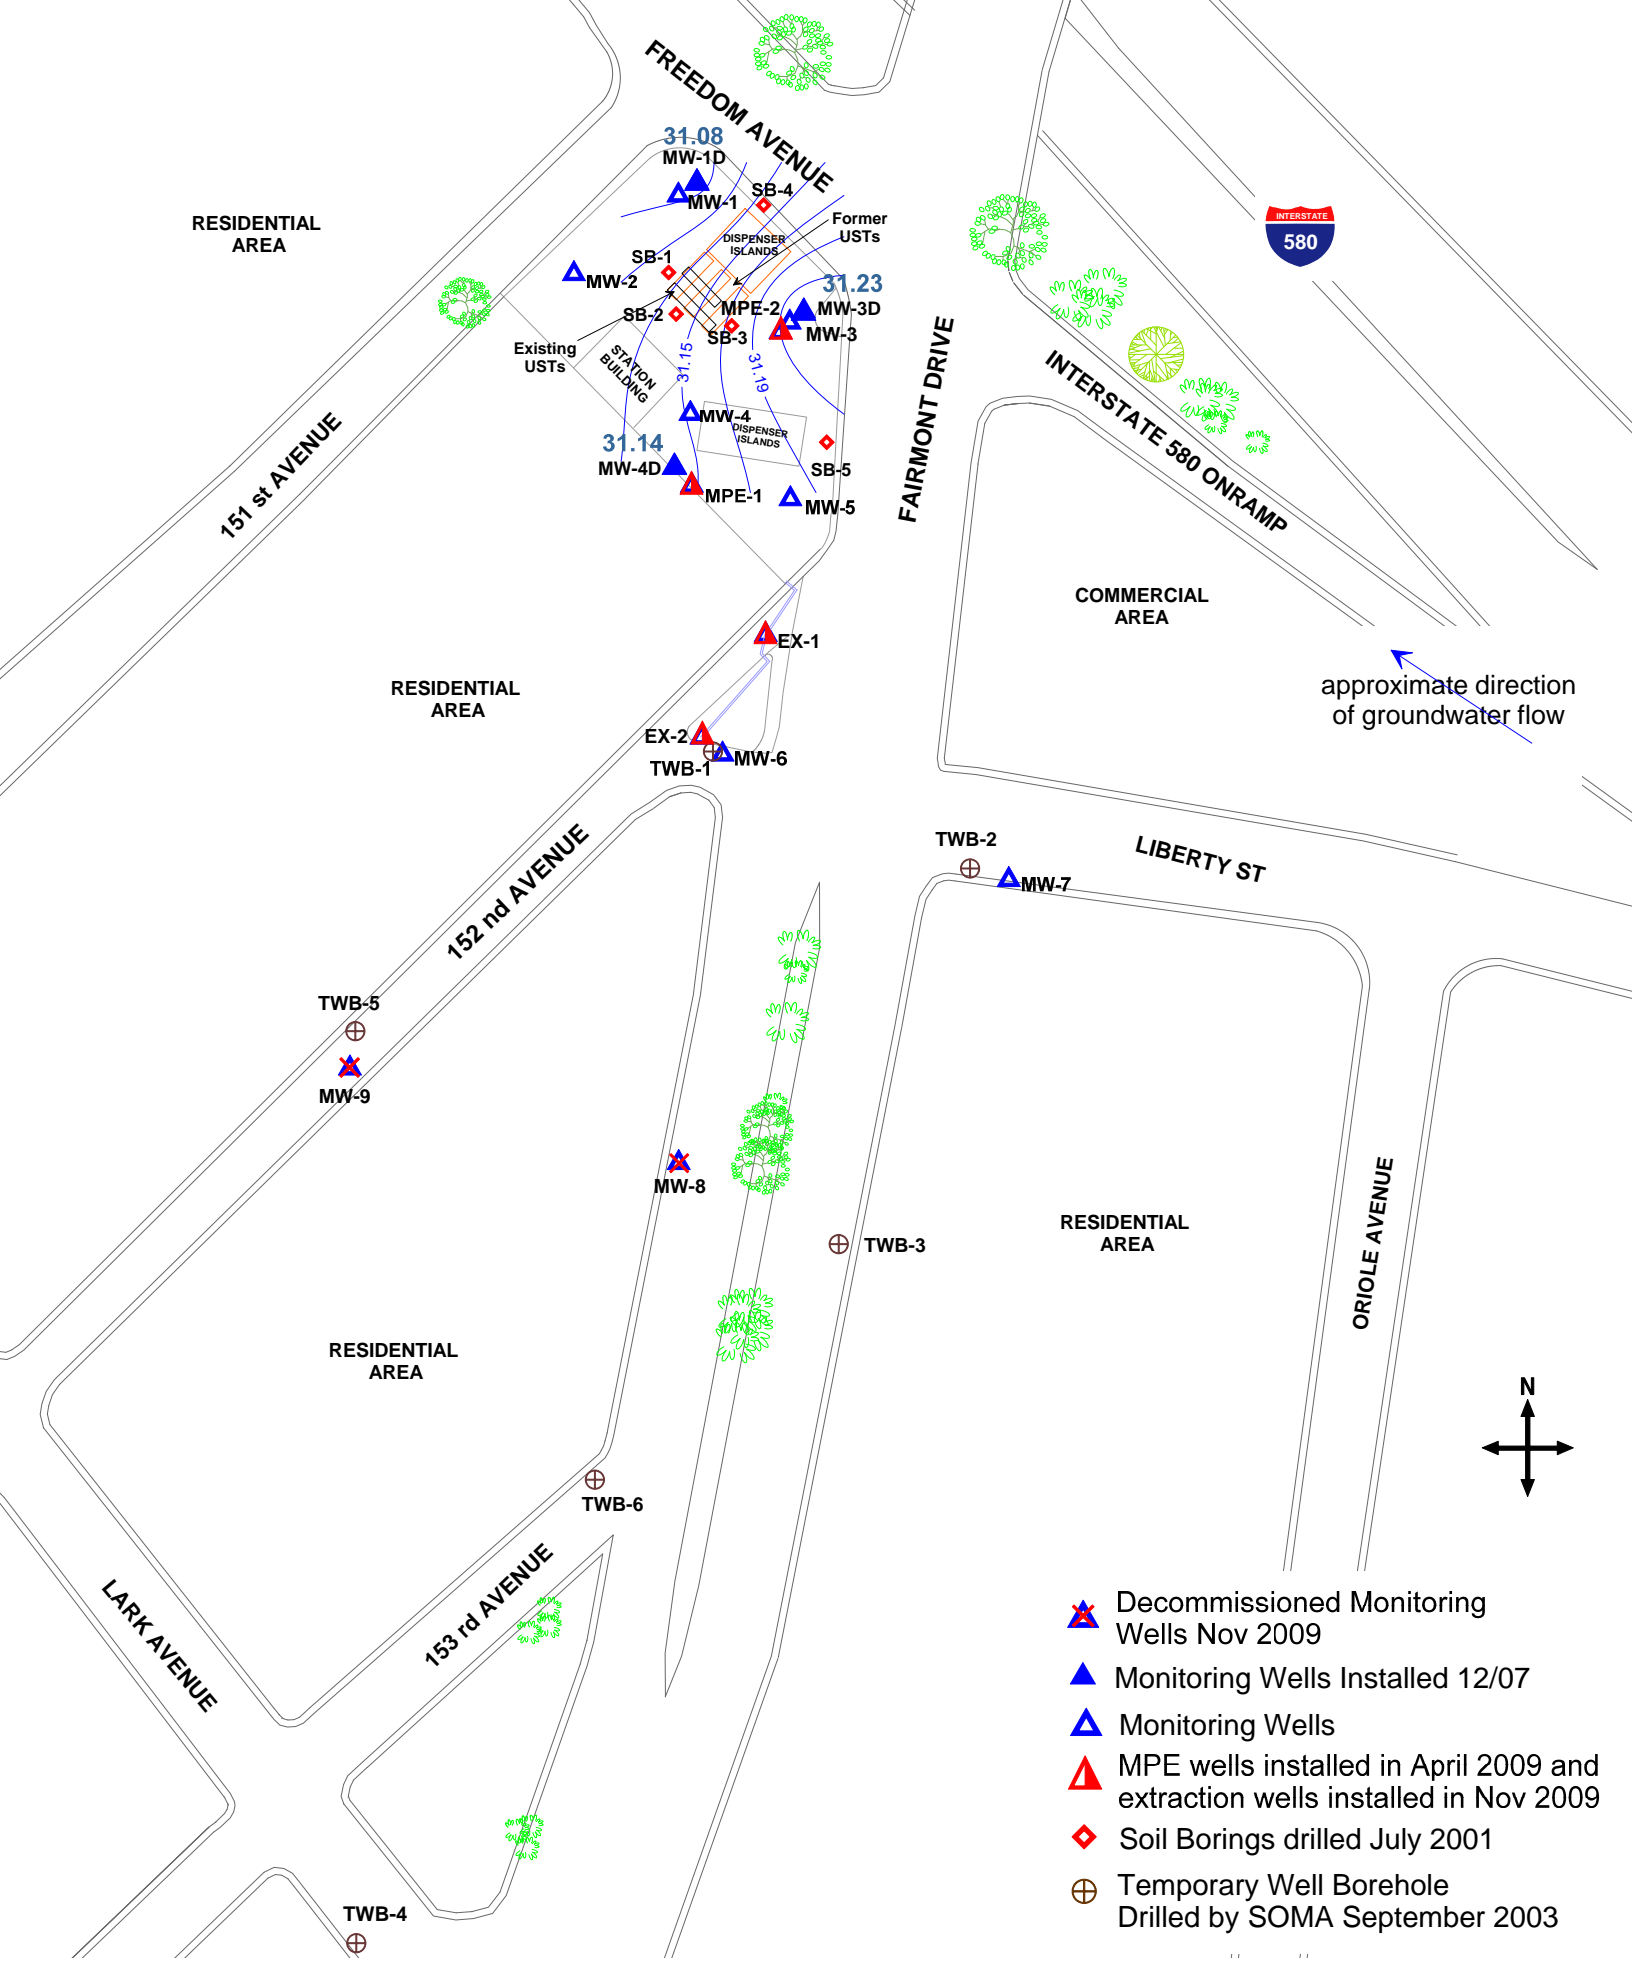 FREEDOM AVENUE
31.08
MW-1D
MW-1
SB-4
RESIDENTIAL
AREA
Former
USTs
DISPENSER
ISLANDS
INTERSTATE
580
SB-1
MW-2
31.23
MW-3D
MPE-2
MW-3
SB-2
SB-3
Existing
USTs
STATION
BUILDING
31.15
31.19
FAIRMONT DRIVE
INTERSTATE 580 ONRAMP
MW-4
DISPENSER
ISLANDS
31.14
MW-4D
SB-5
MPE-1
MW-5
151 st AVENUE
COMMERCIAL
AREA
EX-1
RESIDENTIAL
AREA
approximate direction
of groundwater flow
EX-2
MW-6
TWB-1
TWB-2
LIBERTY ST
MW-7
152 nd AVENUE
TWB-5
MW-9
MW-8
TWB-3
RESIDENTIAL
AREA
ORIOLE AVENUE
RESIDENTIAL
AREA
N
TWB-6
153 rd AVENUE
LARK AVENUE
TWB-4
Decommissioned Monitoring
Wells Nov 2009
Monitoring Wells Installed 12/07
Monitoring Wells
MPE wells installed in April 2009 and
extraction wells installed in Nov 2009
Soil Borings drilled July 2001
Temporary Well Borehole
Drilled by SOMA September 2003